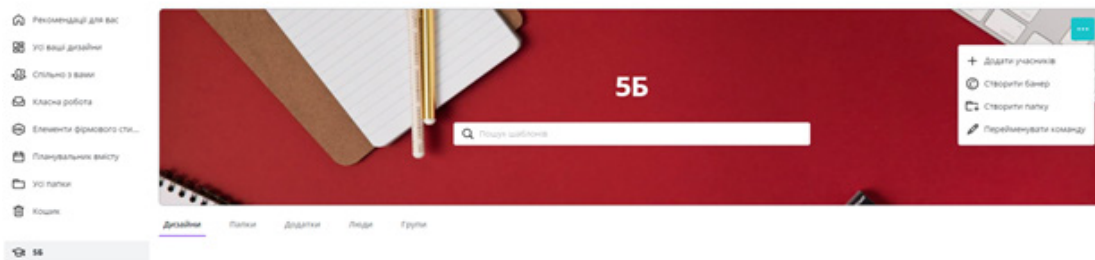 Рекомендації для вас
Усі ваші дизайни
Спільно з вами
Класна робота
Елементи фірмового сти...
Планувальник вмісту
Усі папки
Кошик
5Б
5Б
Пошук шаблонів
...
Додати учасників
Створити банер
Створити папку
Перейменувати команду
Дизайни Папки Додатки Люди Групи